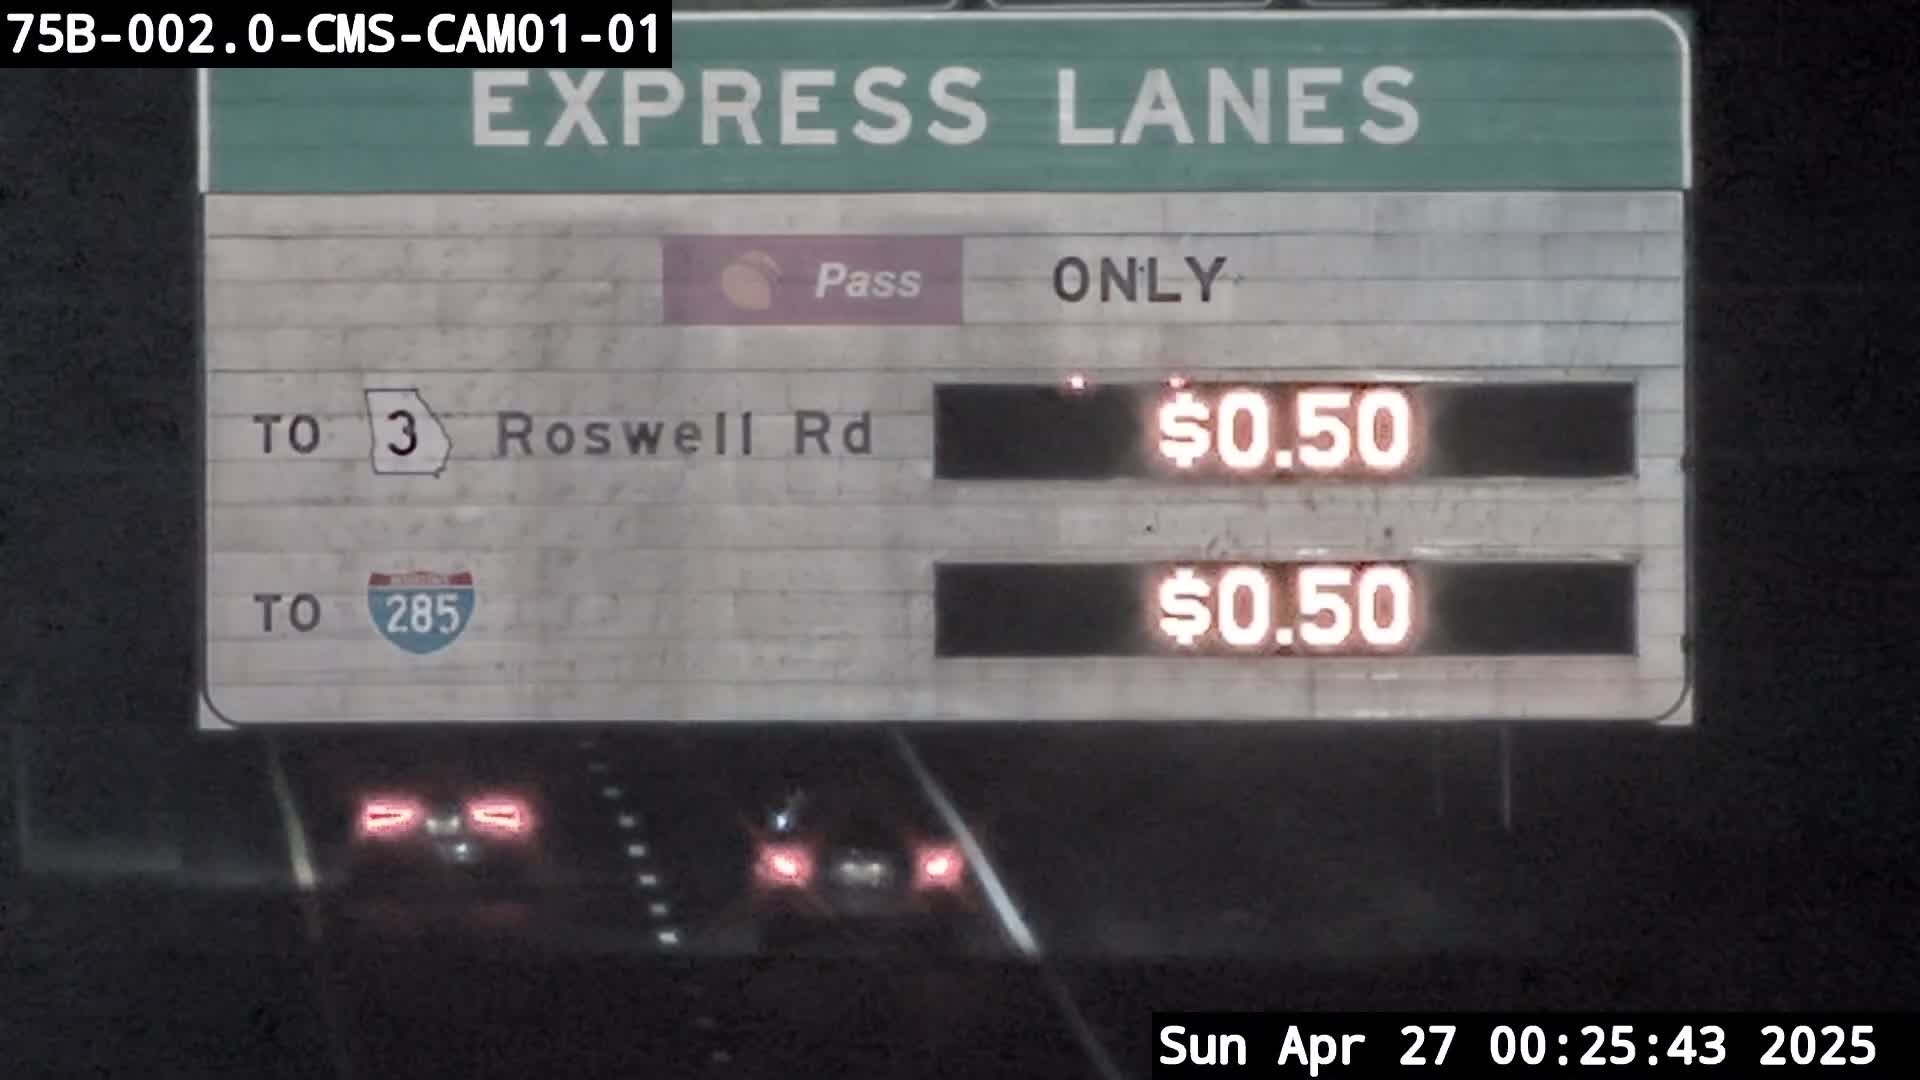 75B-002.0-CMS-CAM01-01
EXPRESS LANES
Pass ONLY
TO 3 Roswell Rd $0.50
TO 285 $0.50
Sun Apr 27 00:25:43 2025